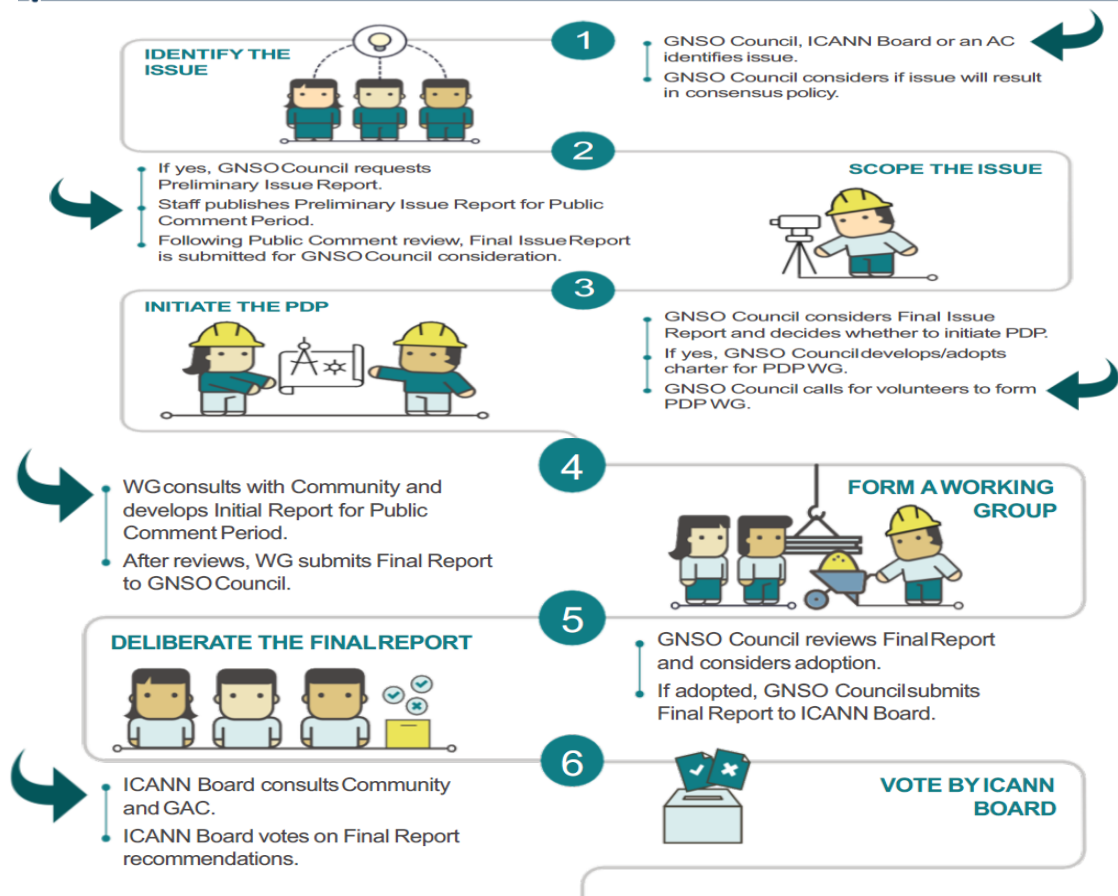 1
IDENTIFY THE
ISSUE
GNSO Council, ICANN Board or an AC
identifies issue.
GNSO Council considers if issue will result
in consensus policy.
2
SCOPE THE ISSUE
If yes, GNSO Council requests
Preliminary Issue Report.
Staff publishes Preliminary Issue Report for Public
Comment Period.
Following Public Comment review, Final Issue Report
is submitted for GNSO Council consideration.
3
INITIATE THE PDP
GNSO Council considers Final Issue
Report and decides whether to initiate PDP.
If yes, GNSO Council develops/adopts
charter for PDP WG.
GNSO Council calls for volunteers to form
PDP WG.
4
FORM A WORKING
GROUP
WG consults with Community and
develops Initial Report for Public
Comment Period.
After reviews, WG submits Final Report
to GNSO Council.
5
DELIBERATE THE FINAL REPORT
GNSO Council reviews Final Report
and considers adoption.
If adopted, GNSO Council submits
Final Report to ICANN Board.
6
VOTE BY ICANN
BOARD
ICANN Board consults Community
and GAC.
ICANN Board votes on Final Report
recommendations.